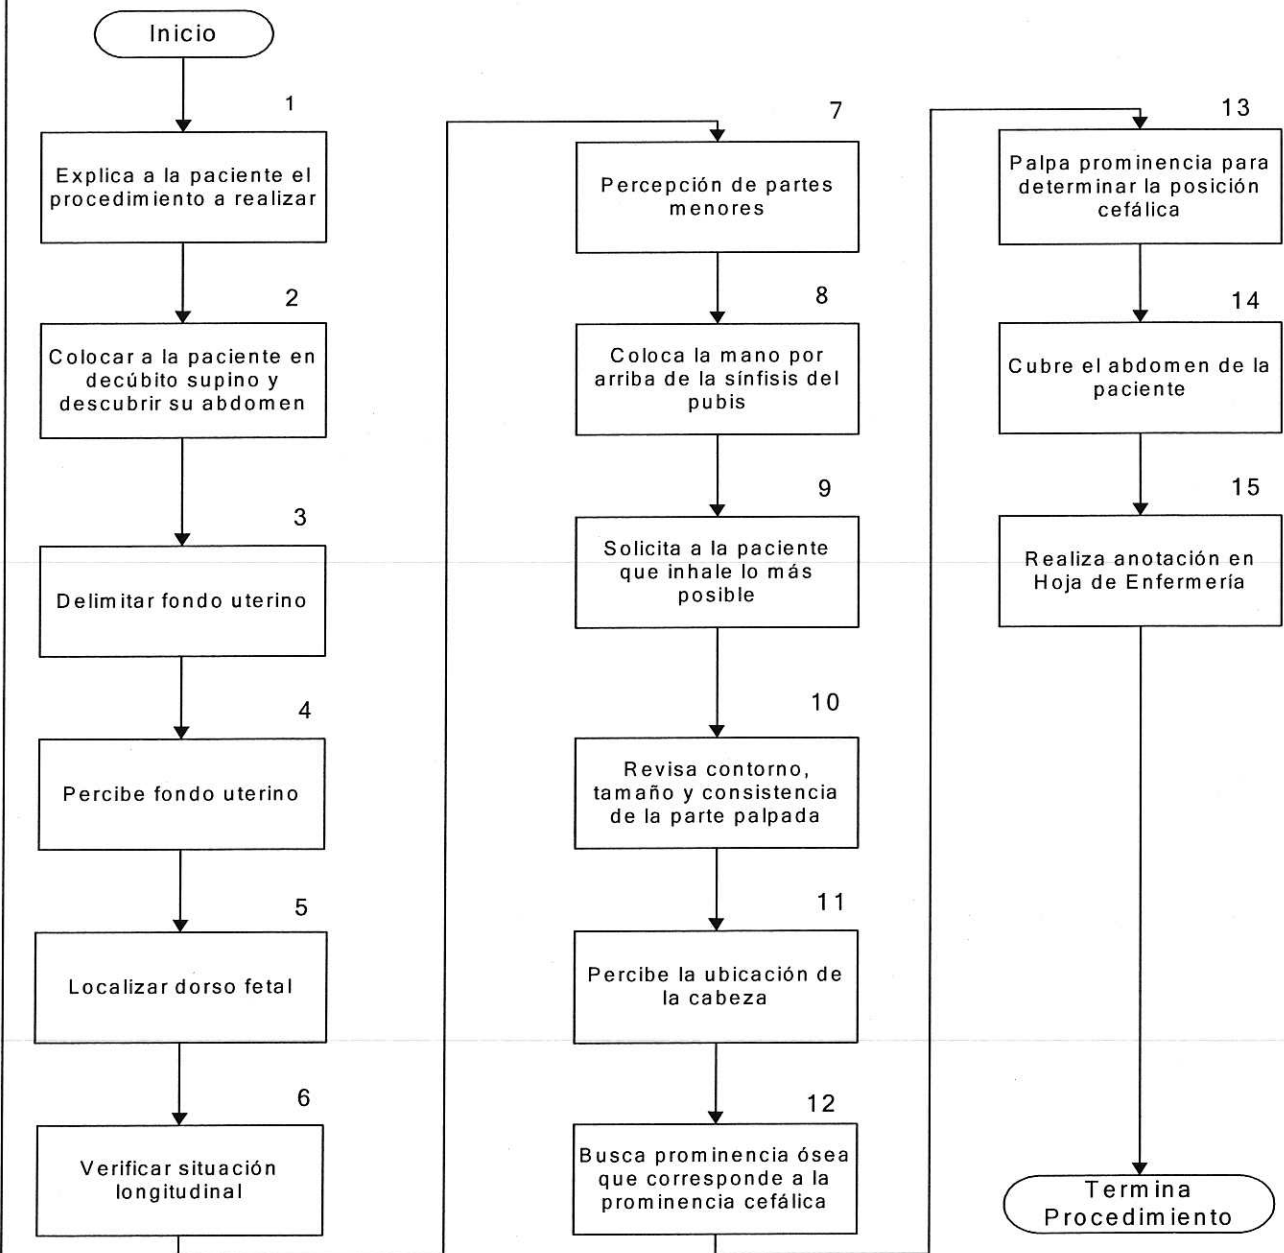 Inicio
1
Explica a la paciente el
procedimiento a realizar
2
Colocar a la paciente en
decúbito supino y
descubrir su abdomen
3
Delimitar fondo uterino
4
Percibe fondo uterino
5
Localizar dorso fetal
6
Verificar situación
longitudinal
7
Percepción de partes
menores
8
Coloca la mano por
arriba de la sínfisis del
pubis
9
Solicita a la paciente
que inhale lo más
posible
10
Revisa contorno,
tamaño y consistencia
de la parte palpada
11
Percibe la ubicación de
la cabeza
12
Busca prominencia ósea
que corresponde a la
prominencia cefálica
13
Palpa prominencia para
determinar la posición
cefálica
14
Cubre el abdomen de la
paciente
15
Realiza anotación en
Hoja de Enfermería
Termina
Procedimiento